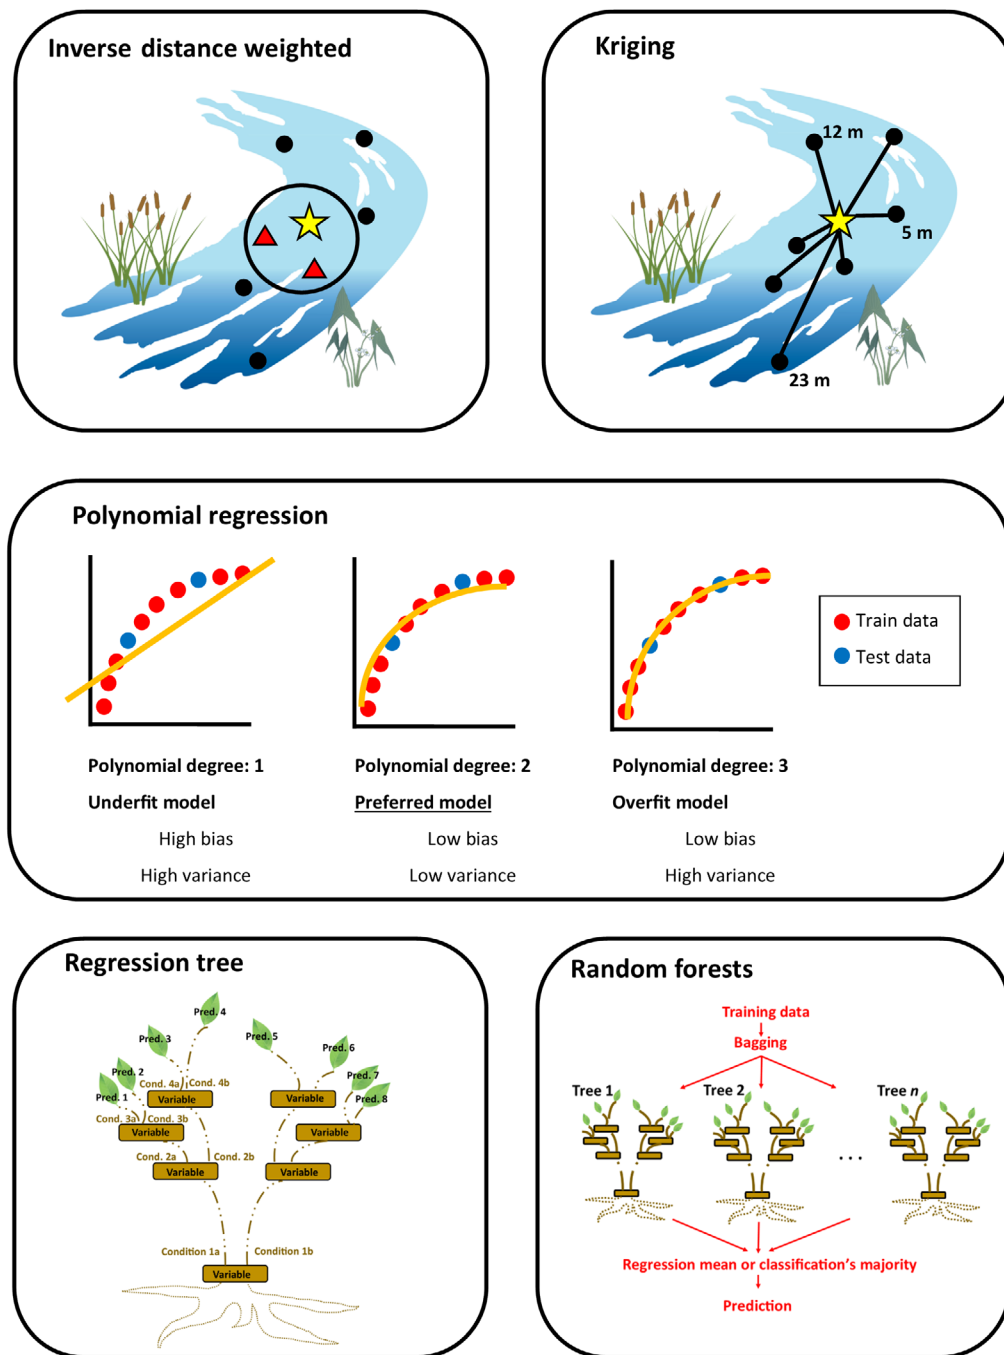 Inverse distance weighted
Kriging
12 m
5 m
23 m
Polynomial regression
Train data
Test data
Polynomial degree: 1
Underfit model
High bias
High variance
Polynomial degree: 2
Preferred model
Low bias
Low variance
Polynomial degree: 3
Overfit model
Low bias
High variance
Regression tree
Pred. 4
Pred. 3
Pred. 5
Pred. 6
Pred. 2
Pred. 7
Pred. 1
Pred. 8
Cond. 4a
Cond. 4b
Variable
Variable
Cond. 3a
Cond. 3b
Variable
Variable
Cond. 2a
Cond. 2b
Variable
Variable
Condition 1a
Condition 1b
Variable
Random forests
Training data
Bagging
Tree 1
Tree 2
Tree n
...
Regression mean or classification's majority
Prediction